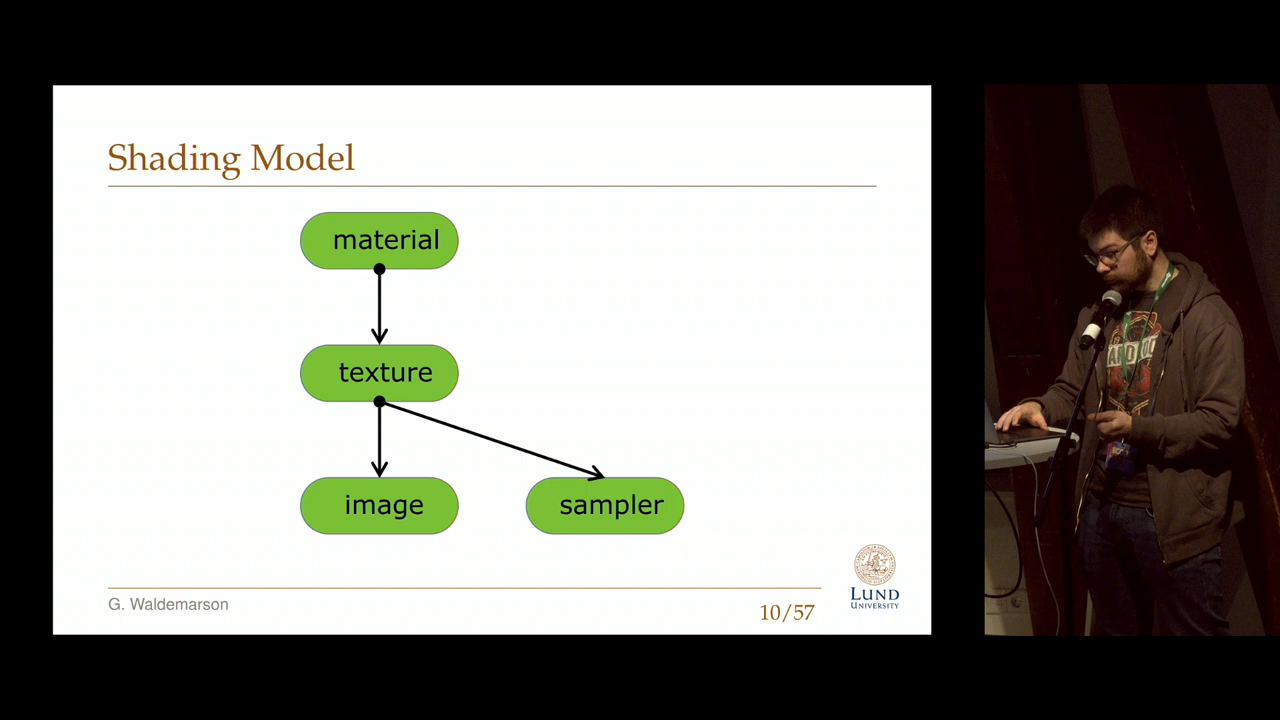 Shading Model
material
texture
image
sampler
G. Waldemarson
10/57
LUND
UNIVERSITY